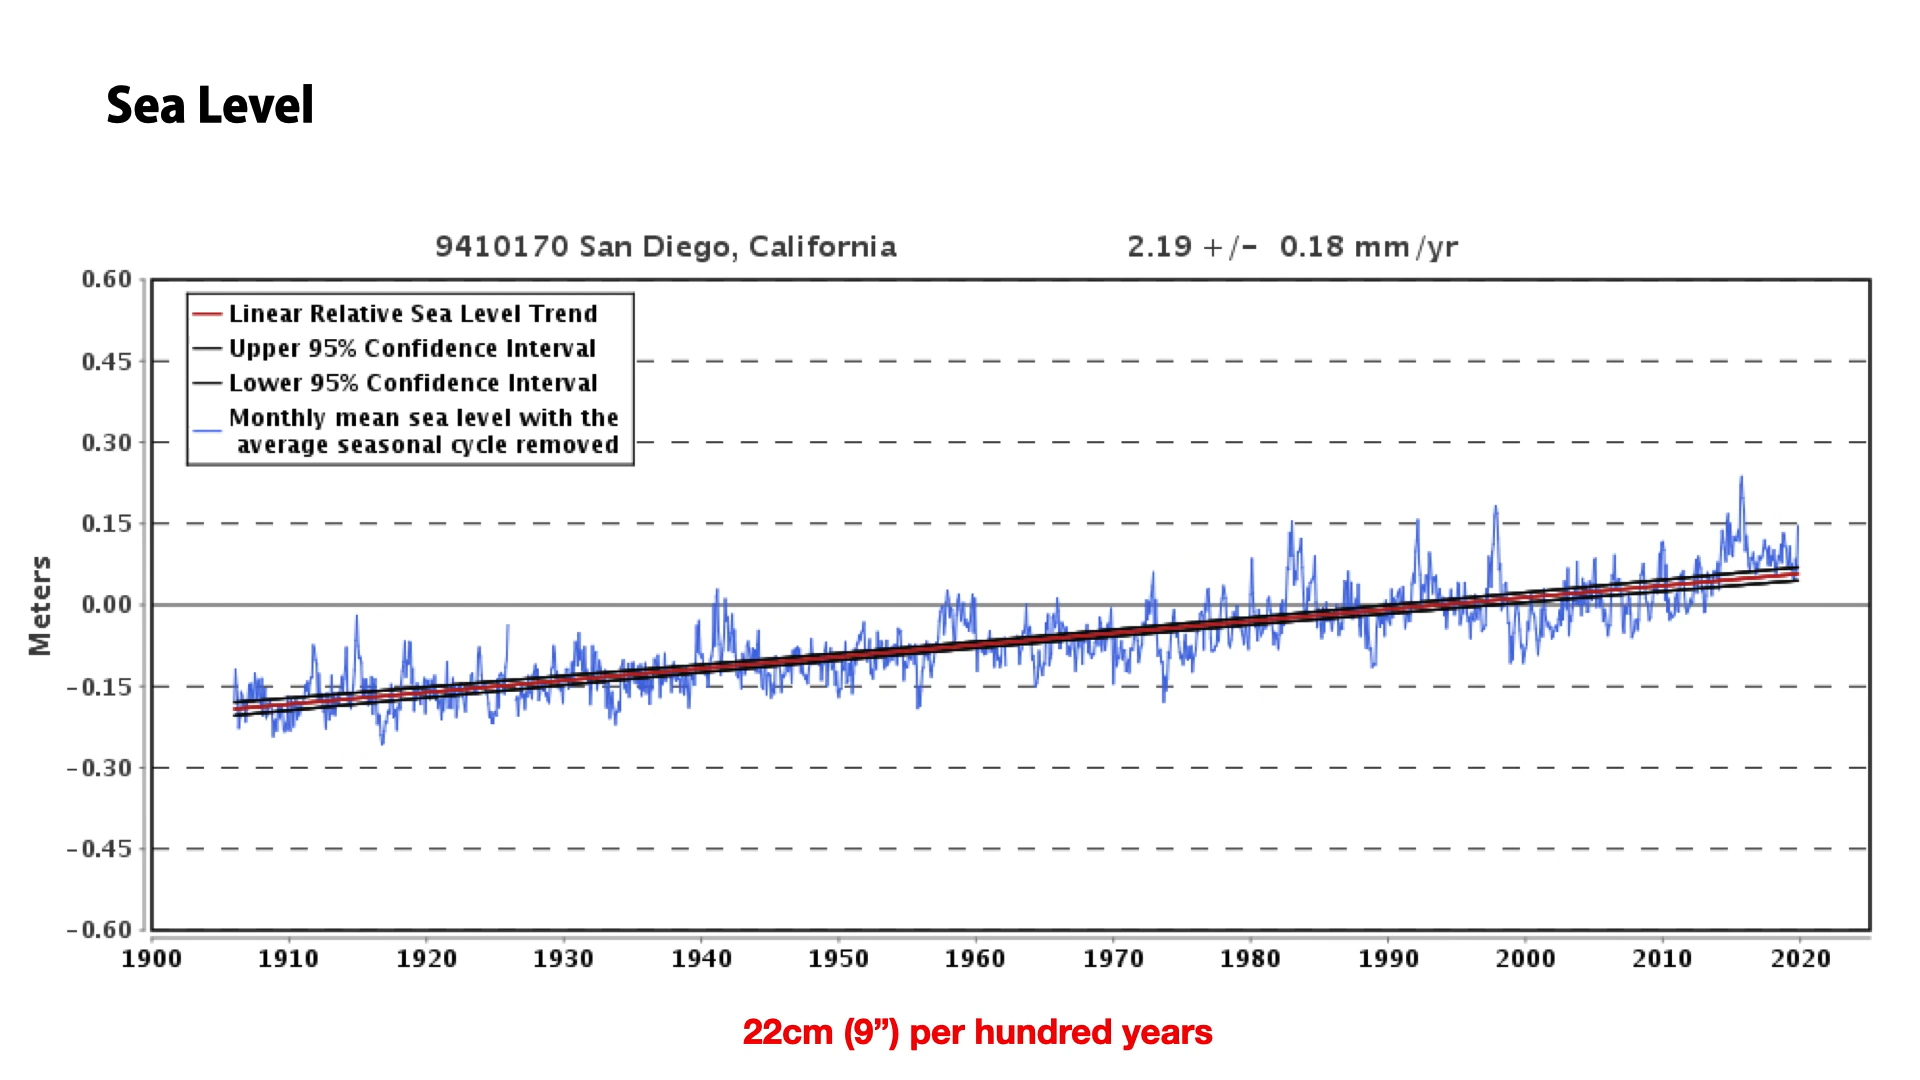 Sea Level
9410170 San Diego, California 2.19 +/- 0.18 mm/yr
Linear Relative Sea Level Trend
Upper 95% Confidence Interval
Lower 95% Confidence Interval
Monthly mean sea level with the
average seasonal cycle removed
Meters
0.60
0.45
0.30
0.15
0.00
-0.15
-0.30
-0.45
-0.60
1900 1910 1920 1930 1940 1950 1960 1970 1980 1990 2000 2010 2020
22cm (9”) per hundred years